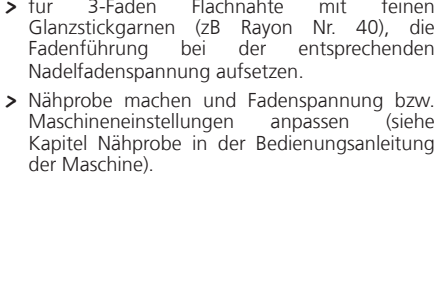 > für 3-Faden Flachnähte mit feinen
Glanzstickgarnen (zB Rayon Nr. 40), die
Fadenführung bei der entsprechenden
Nadelfadenspannung aufsetzen.
> Nähprobe machen und Fadenspannung bzw.
Maschineneinstellungen anpassen (siehe
Kapitel Nähprobe in der Bedienungsanleitung
der Maschine).